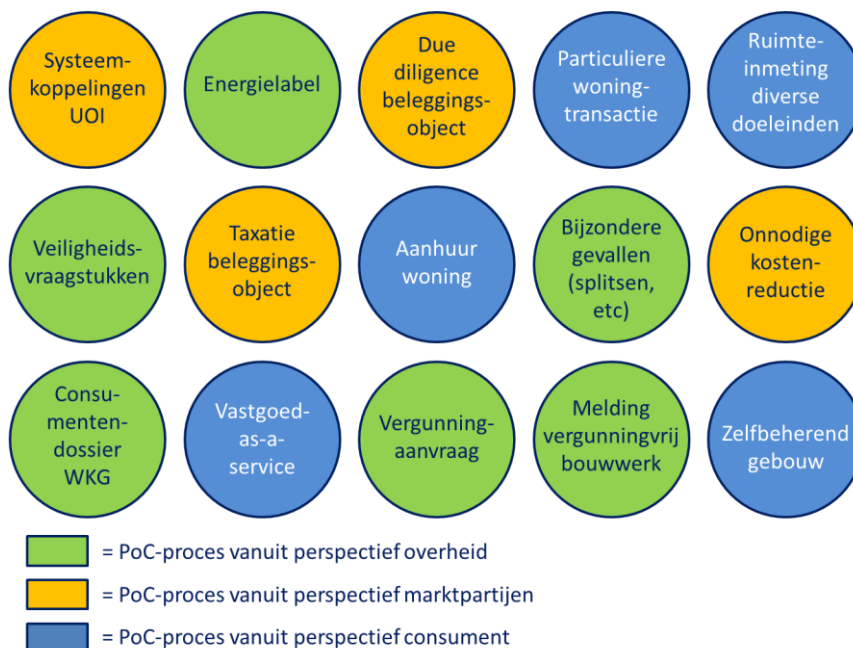 Systeem-
koppelingen
UOI
Energielabel
Due
diligence
beleggings-
object
Particuliere
woning-
transactie
Ruimte-
inmeting
diverse
doeleinden
Veiligheids-
vraagstukken
Taxatie
beleggings-
object
Aanhuur
woning
Bijzondere
gevallen
(splitsen,
etc)
Onnodige
kosten-
reductie
Consu-
menten-
dossier
WKG
Vastgoed-
as-a-
service
Vergunning-
aanvraag
Melding
vergunningvrij
bouwwerk
Zelfbeherend
gebouw
= PoC-proces vanuit perspectief overheid
= PoC-proces vanuit perspectief marktpartijen
= PoC-proces vanuit perspectief consument